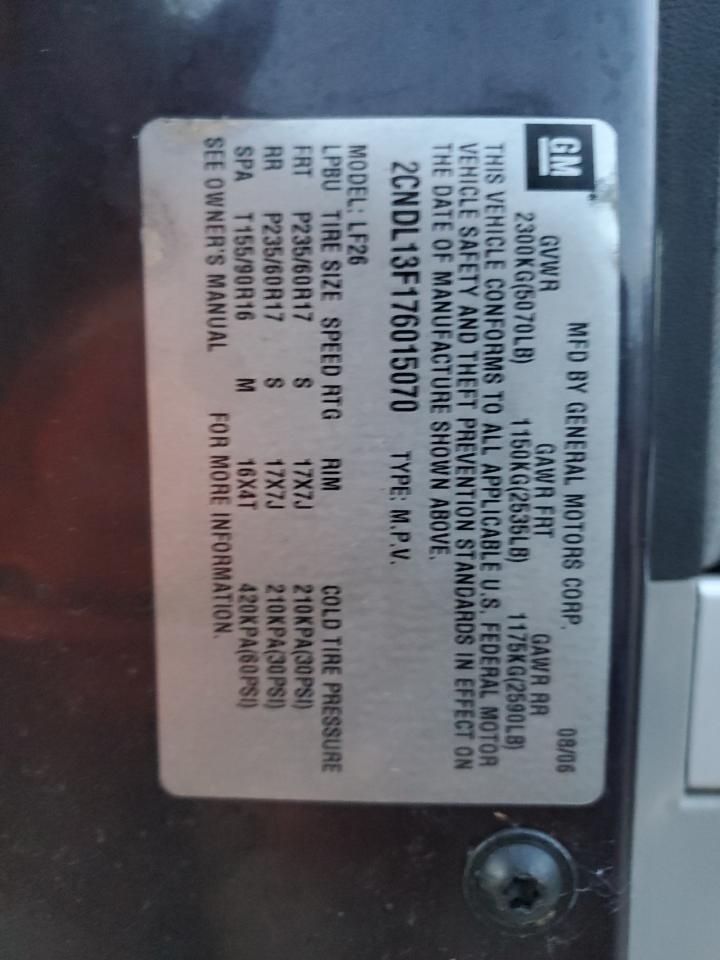 GM
MFD BY GENERAL MOTORS CORP. 08/06
GVWR GAWR FRT GAWR RR
2300KG(5070LB) 1150KG(2535LB) 1175KG(2590LB)
THIS VEHICLE CONFORMS TO ALL APPLICABLE U.S. FEDERAL MOTOR
VEHICLE SAFETY AND THEFT PREVENTION STANDARDS IN EFFECT ON
THE DATE OF MANUFACTURE SHOWN ABOVE.
2CNDL13F176015070 TYPE: M.P.V.
MODEL: LF26
LPBU TIRE SIZE SPEED RTG RIM COLD TIRE PRESSURE
FRT P235/60R17 S 17X7J 210KPA(30PSI)
RR P235/60R17 S 17X7J 210KPA(30PSI)
SPA T155/90R16 M 16X4T 420KPA(60PSI)
SEE OWNER'S MANUAL FOR MORE INFORMATION.